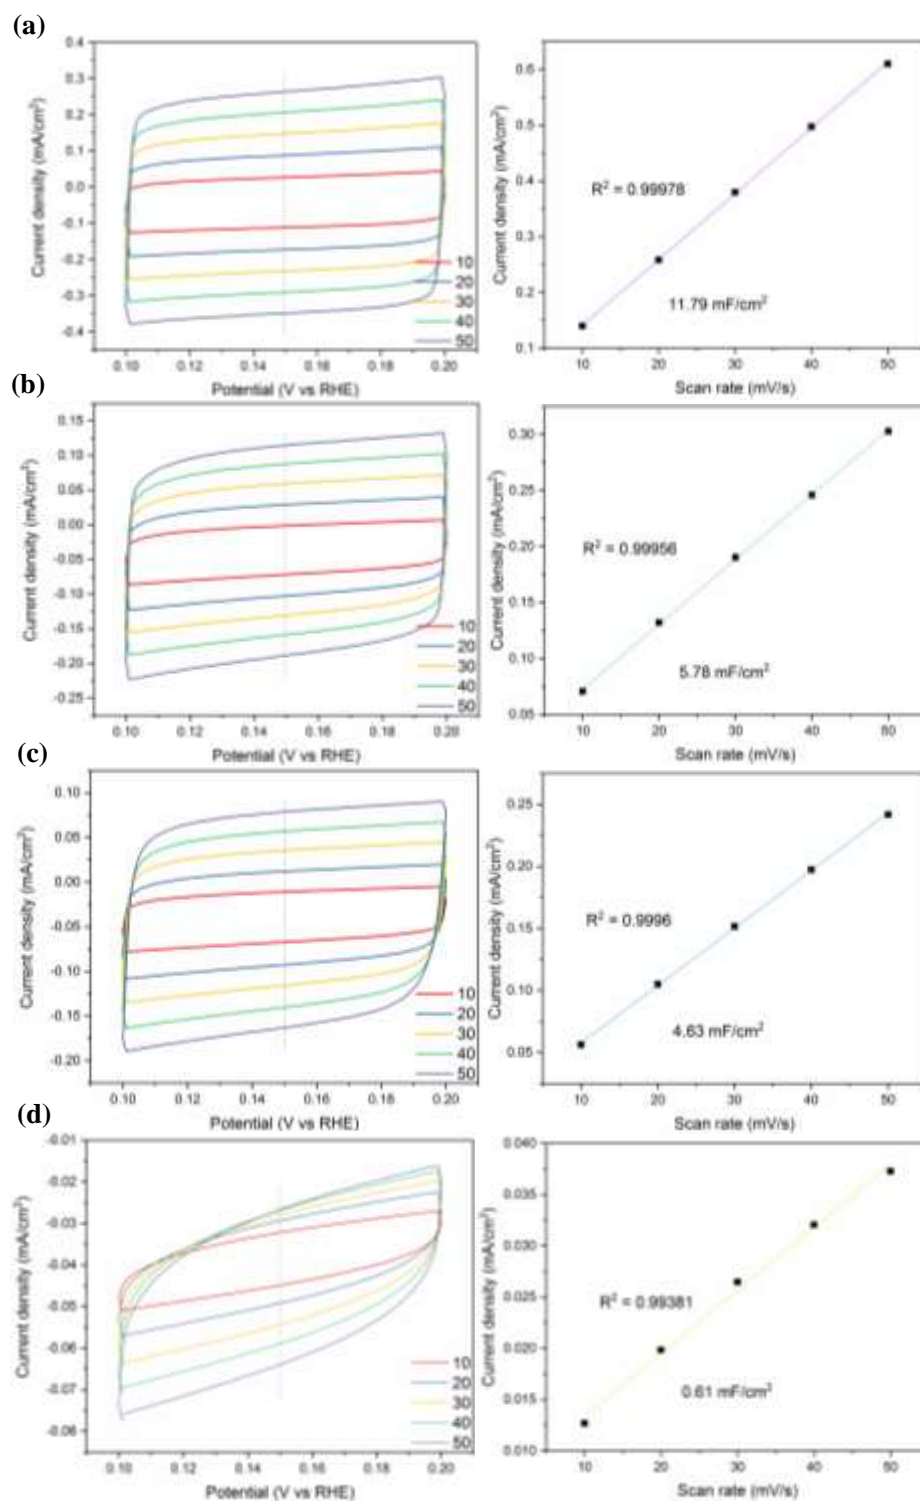 (a)
0.4
0.3
0.2
0.1
0.0
-0.1
-0.2
-0.3
-0.4
Current density (mA/cm²)
10
20
30
40
50
0.10 0.12 0.14 0.16 0.18 0.20
Potential (V vs RHE)
0.6
0.5
0.4
0.3
0.2
0.1
Current density (mA/cm²)
R² = 0.99978
11.79 mF/cm²
10 20 30 40 50
Scan rate (mV/s)
(b)
0.15
0.10
0.05
0.00
-0.05
-0.10
-0.15
-0.20
-0.25
Current density (mA/cm²)
10
20
30
40
50
0.10 0.12 0.14 0.16 0.18 0.20
Potential (V vs RHE)
0.30
0.25
0.20
0.15
0.10
0.05
Current density (mA/cm²)
R² = 0.99956
5.78 mF/cm²
10 20 30 40 50
Scan rate (mV/s)
(c)
0.10
0.05
0.00
-0.05
-0.10
-0.15
-0.20
Current density (mA/cm²)
10
20
30
40
50
0.10 0.12 0.14 0.16 0.18 0.20
Potential (V vs RHE)
0.25
0.20
0.15
0.10
0.05
Current density (mA/cm²)
R² = 0.9996
4.63 mF/cm²
10 20 30 40 50
Scan rate (mV/s)
(d)
-0.01
-0.02
-0.03
-0.04
-0.05
-0.06
-0.07
-0.08
Current density (mA/cm²)
10
20
30
40
50
0.10 0.12 0.14 0.16 0.18 0.20
Potential (V vs RHE)
0.040
0.035
0.030
0.025
0.020
0.015
0.010
Current density (mA/cm²)
R² = 0.99381
0.61 mF/cm²
10 20 30 40 50
Scan rate (mV/s)